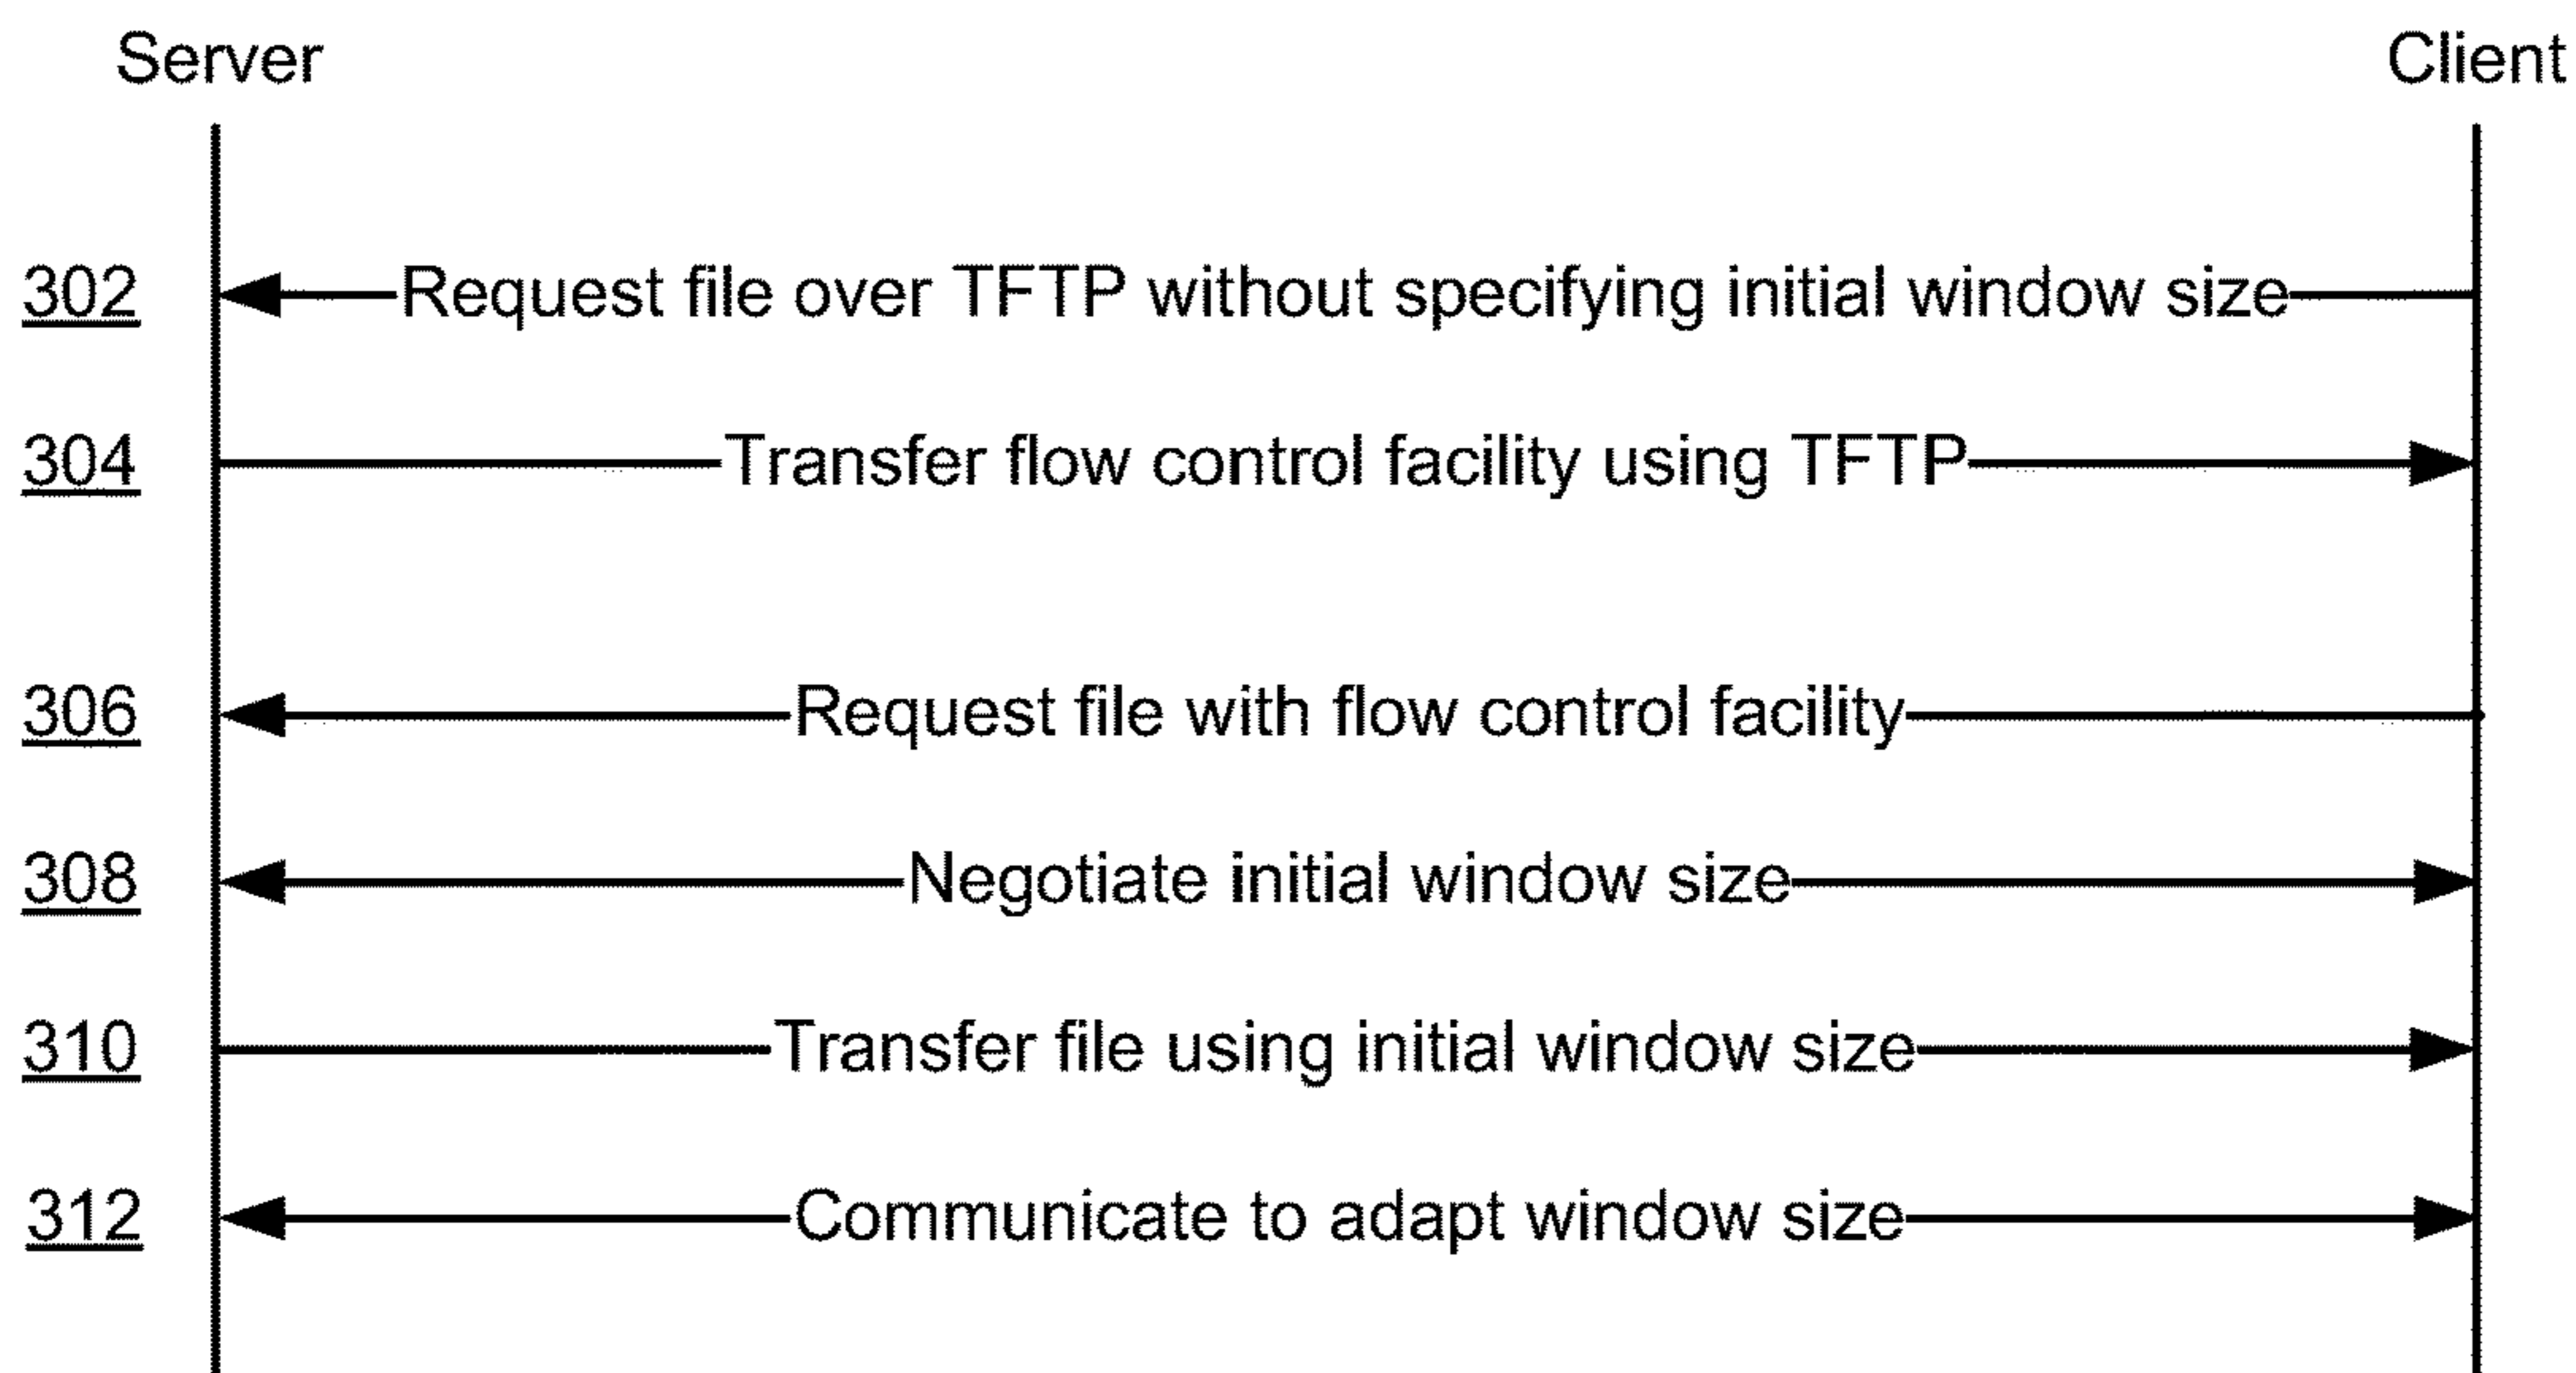 Server
Client
302
Request file over TFTP without specifying initial window size
304
Transfer flow control facility using TFTP
306
Request file with flow control facility
308
Negotiate initial window size
310
Transfer file using initial window size
312
Communicate to adapt window size